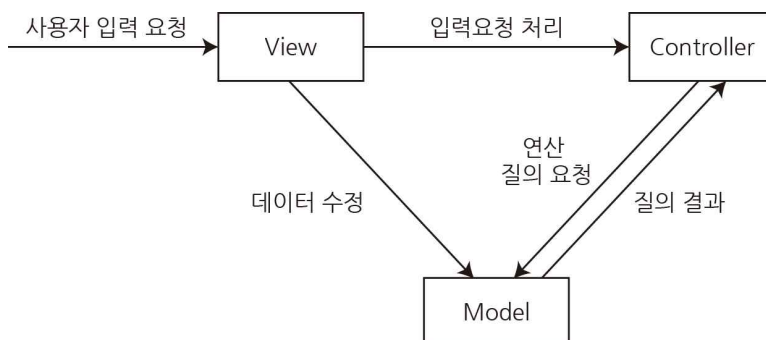 사용자 입력 요청
View
입력요청 처리
Controller
연산
질의 요청
데이터 수정
질의 결과
Model